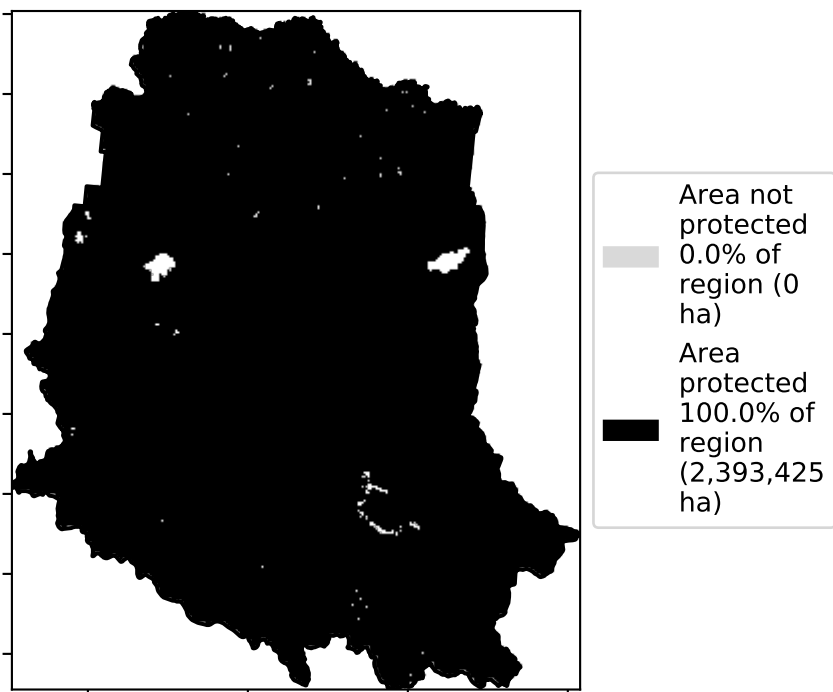 Area not
protected
0.0% of
region (0
ha)
Area
protected
100.0% of
region
(2,393,425
ha)